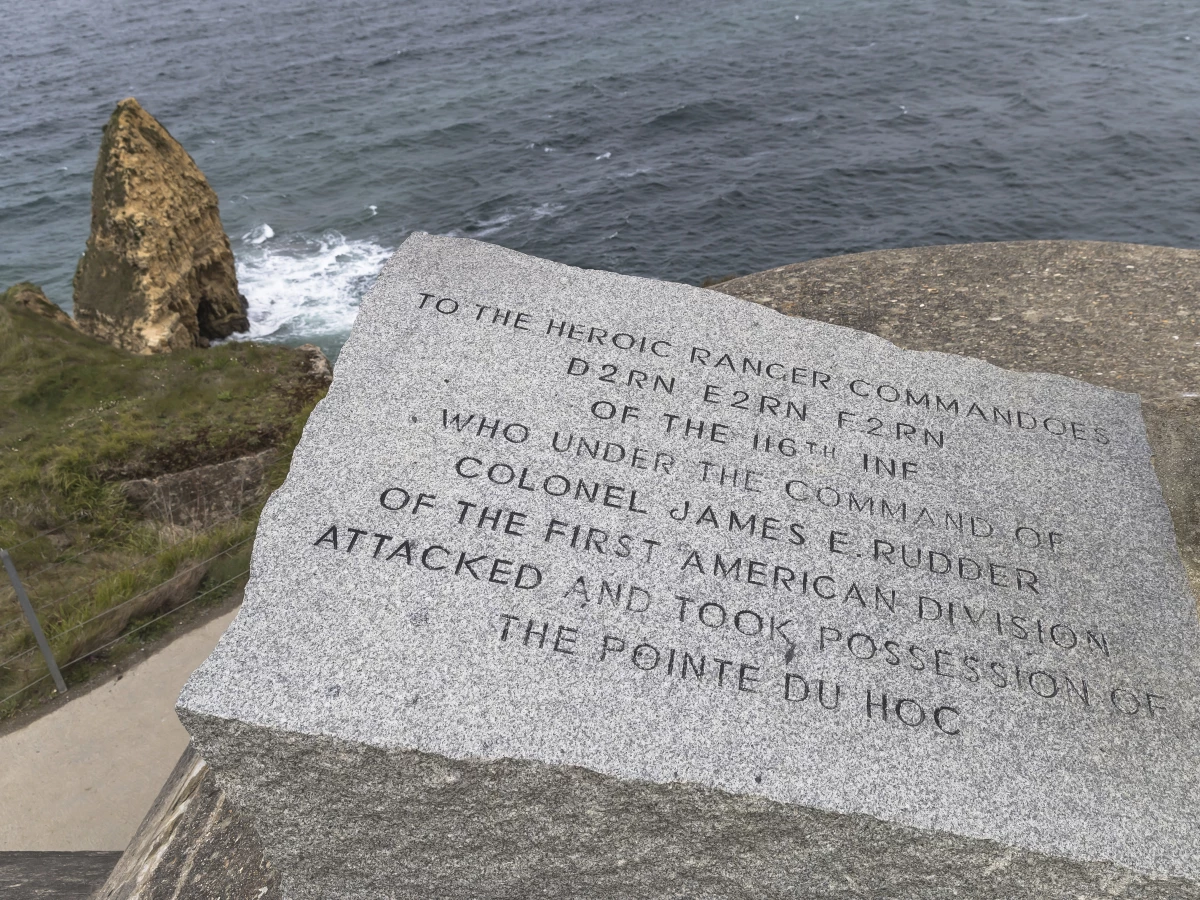 TO THE HEROIC RANGER COMMANDOES
D2RN E2RN F2RN
OF THE 116TH INF
WHO UNDER THE COMMAND OF
COLONEL JAMES E. RUDDER
OF THE FIRST AMERICAN DIVISION
ATTACKED AND TOOK POSSESSION OF
THE POINTE DU HOC